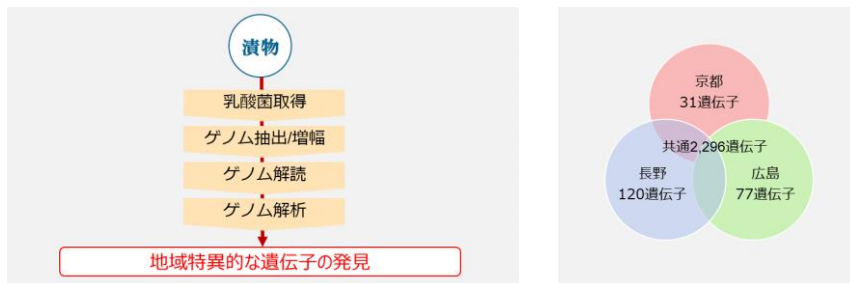 漬物
乳酸菌取得
ゲノム抽出/増幅
ゲノム解読
ゲノム解析
地域特異的な遺伝子の発見
京都
31遺伝子
共通2,296遺伝子
長野
120遺伝子
広島
77遺伝子